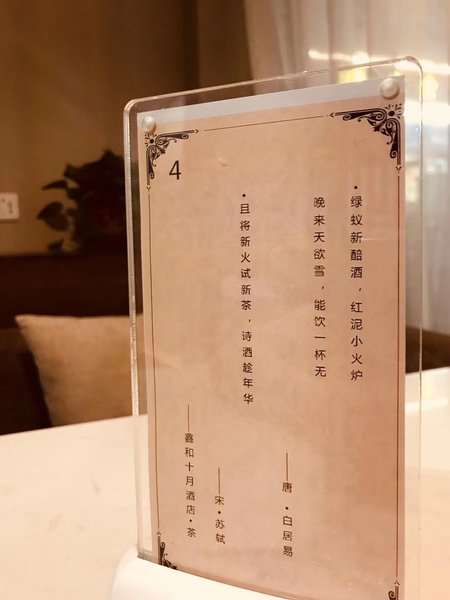 4
·绿蚁新醅酒，红泥小火炉
晚来天欲雪，能饮一杯无
——唐·白居易
·且将新火试新茶，诗酒趁年华
——宋·苏轼
——鑫和十月酒店·茶